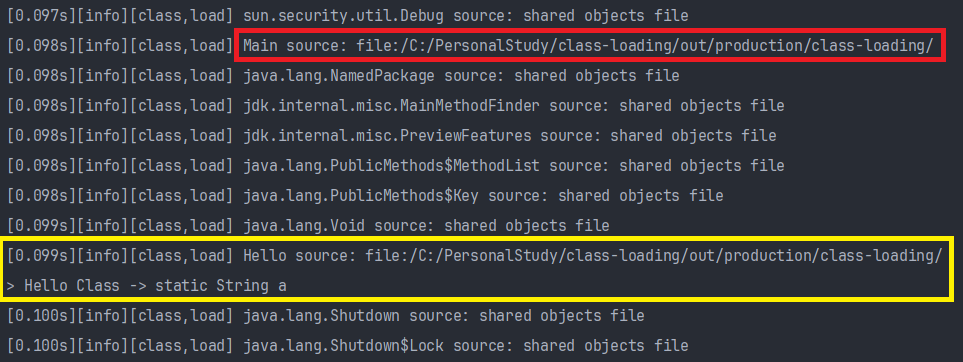 [0.097s][info][class,load] sun.security.util.Debug source: shared objects file
[0.098s][info][class,load] Main source: file:/C:/PersonalStudy/class-loading/out/production/class-loading/
[0.098s][info][class,load] java.lang.NamedPackage source: shared objects file
[0.098s][info][class,load] jdk.internal.misc.MainMethodFinder source: shared objects file
[0.098s][info][class,load] jdk.internal.misc.PreviewFeatures source: shared objects file
[0.098s][info][class,load] java.lang.PublicMethods$MethodList source: shared objects file
[0.098s][info][class,load] java.lang.PublicMethods$Key source: shared objects file
[0.099s][info][class,load] java.lang.Void source: shared objects file
[0.099s][info][class,load] Hello source: file:/C:/PersonalStudy/class-loading/out/production/class-loading/
> Hello Class -> static String a
[0.100s][info][class,load] java.lang.Shutdown source: shared objects file
[0.100s][info][class,load] java.lang.Shutdown$Lock source: shared objects file